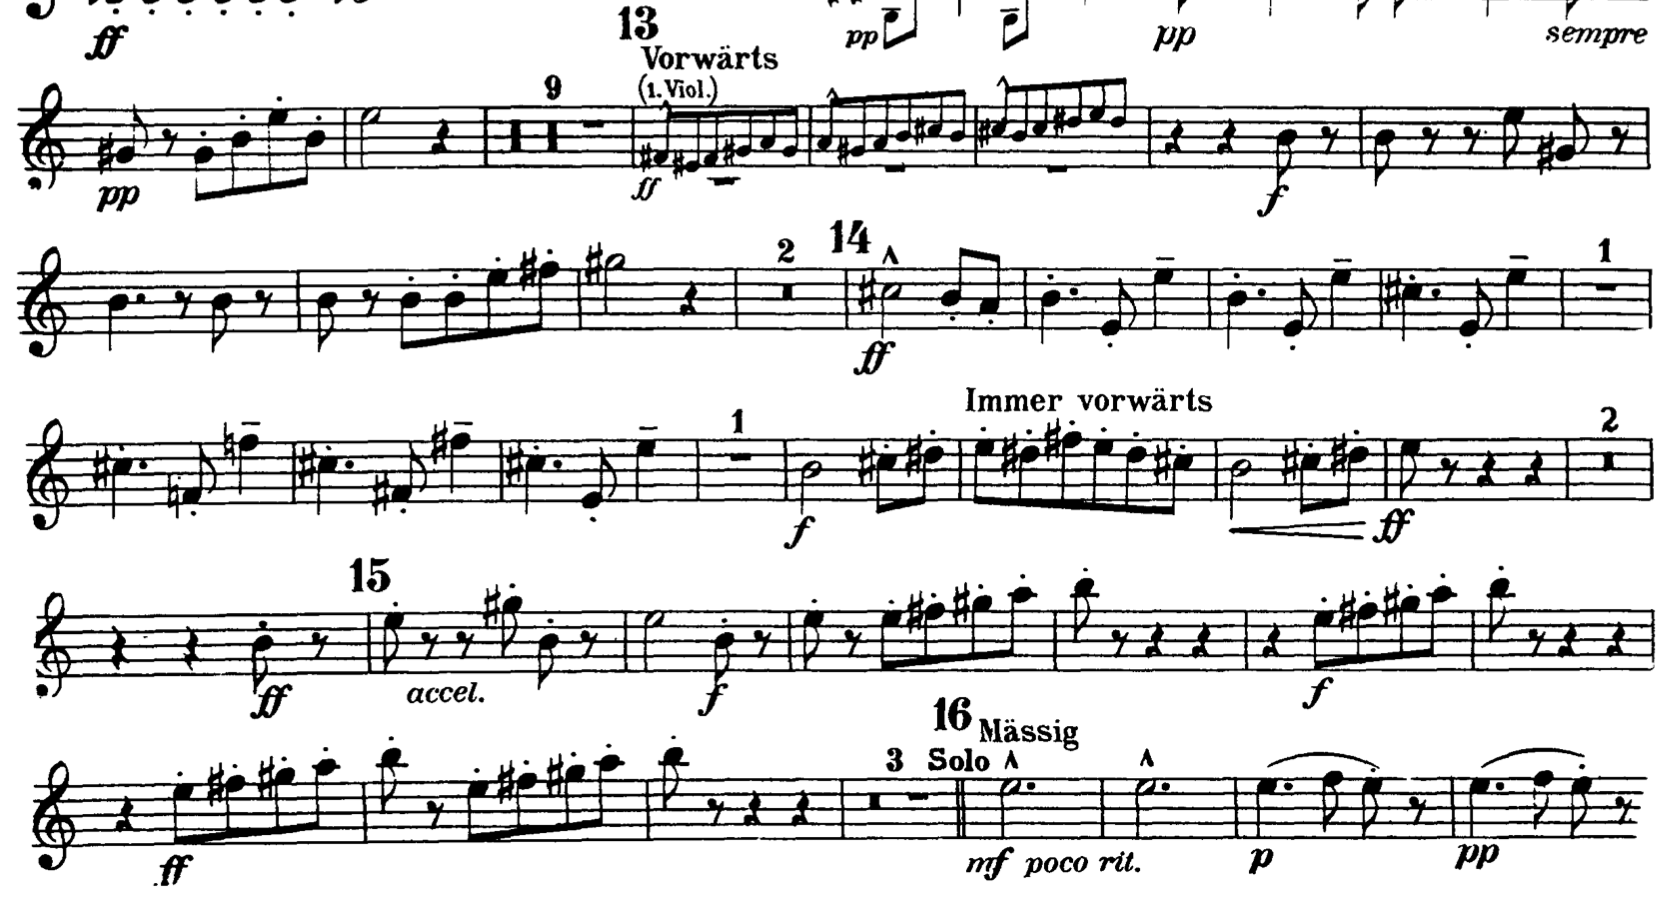 ff pp pp sempre
13
Vorwärts
9 (1. Viol.)
pp ff f
2 14
1
ff
Immer vorwärts
1 2
f ff
15
ff accel. f f
16 Mässig
3 Solo
ff mf poco rit. p pp